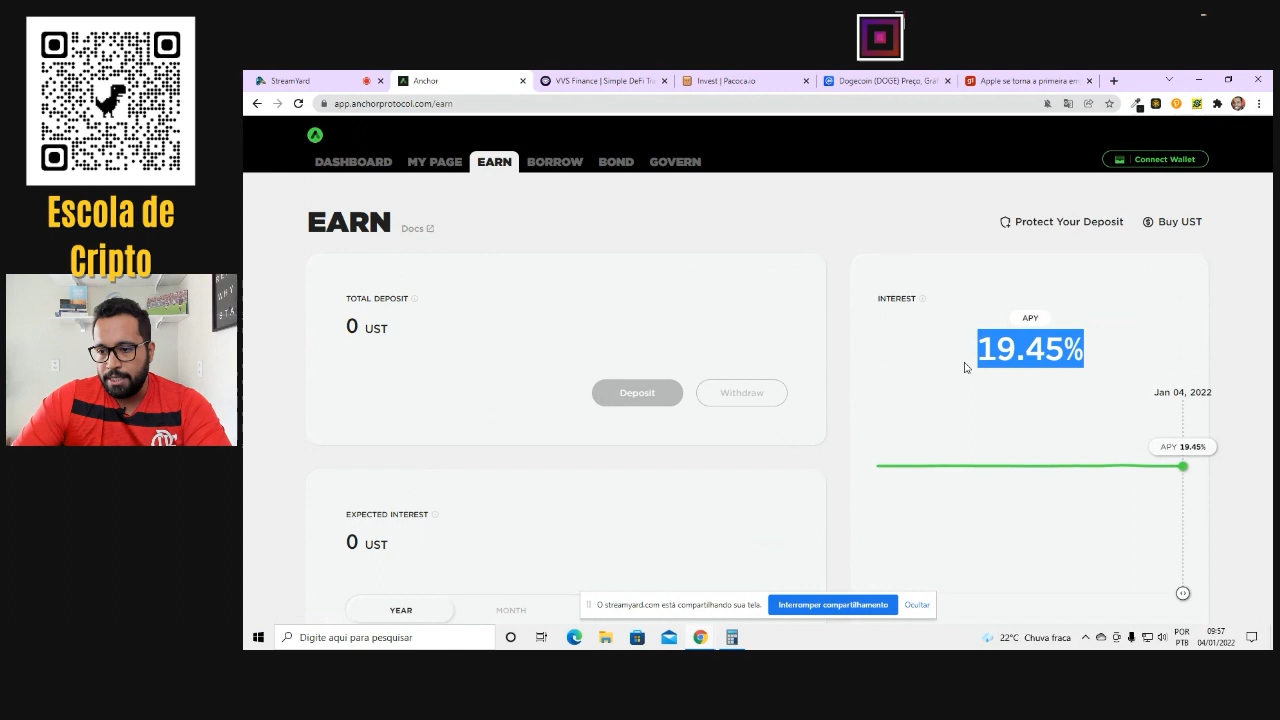 Escola de
Cripto
StreamYard
Anchor
VVS Finance | Simple DeFi Tra
Invest | Pacoca.io
Dogecoin (DOGE) Preço, Gráf
Apple se torna a primeira em
app.anchorprotocol.com/earn
DASHBOARD
MY PAGE
EARN
BORROW
BOND
GOVERN
Connect Wallet
EARN
Docs
Protect Your Deposit
Buy UST
TOTAL DEPOSIT
0 UST
Deposit
Withdraw
INTEREST
APY
19.45%
Jan 04, 2022
APY 19.45%
EXPECTED INTEREST
0 UST
YEAR
MONTH
O streamyard.com está compartilhando sua tela.
Interromper compartilhamento
Ocultar
Digite aqui para pesquisar
22°C Chuva fraca
POR
PTB
09:57
04/01/2022